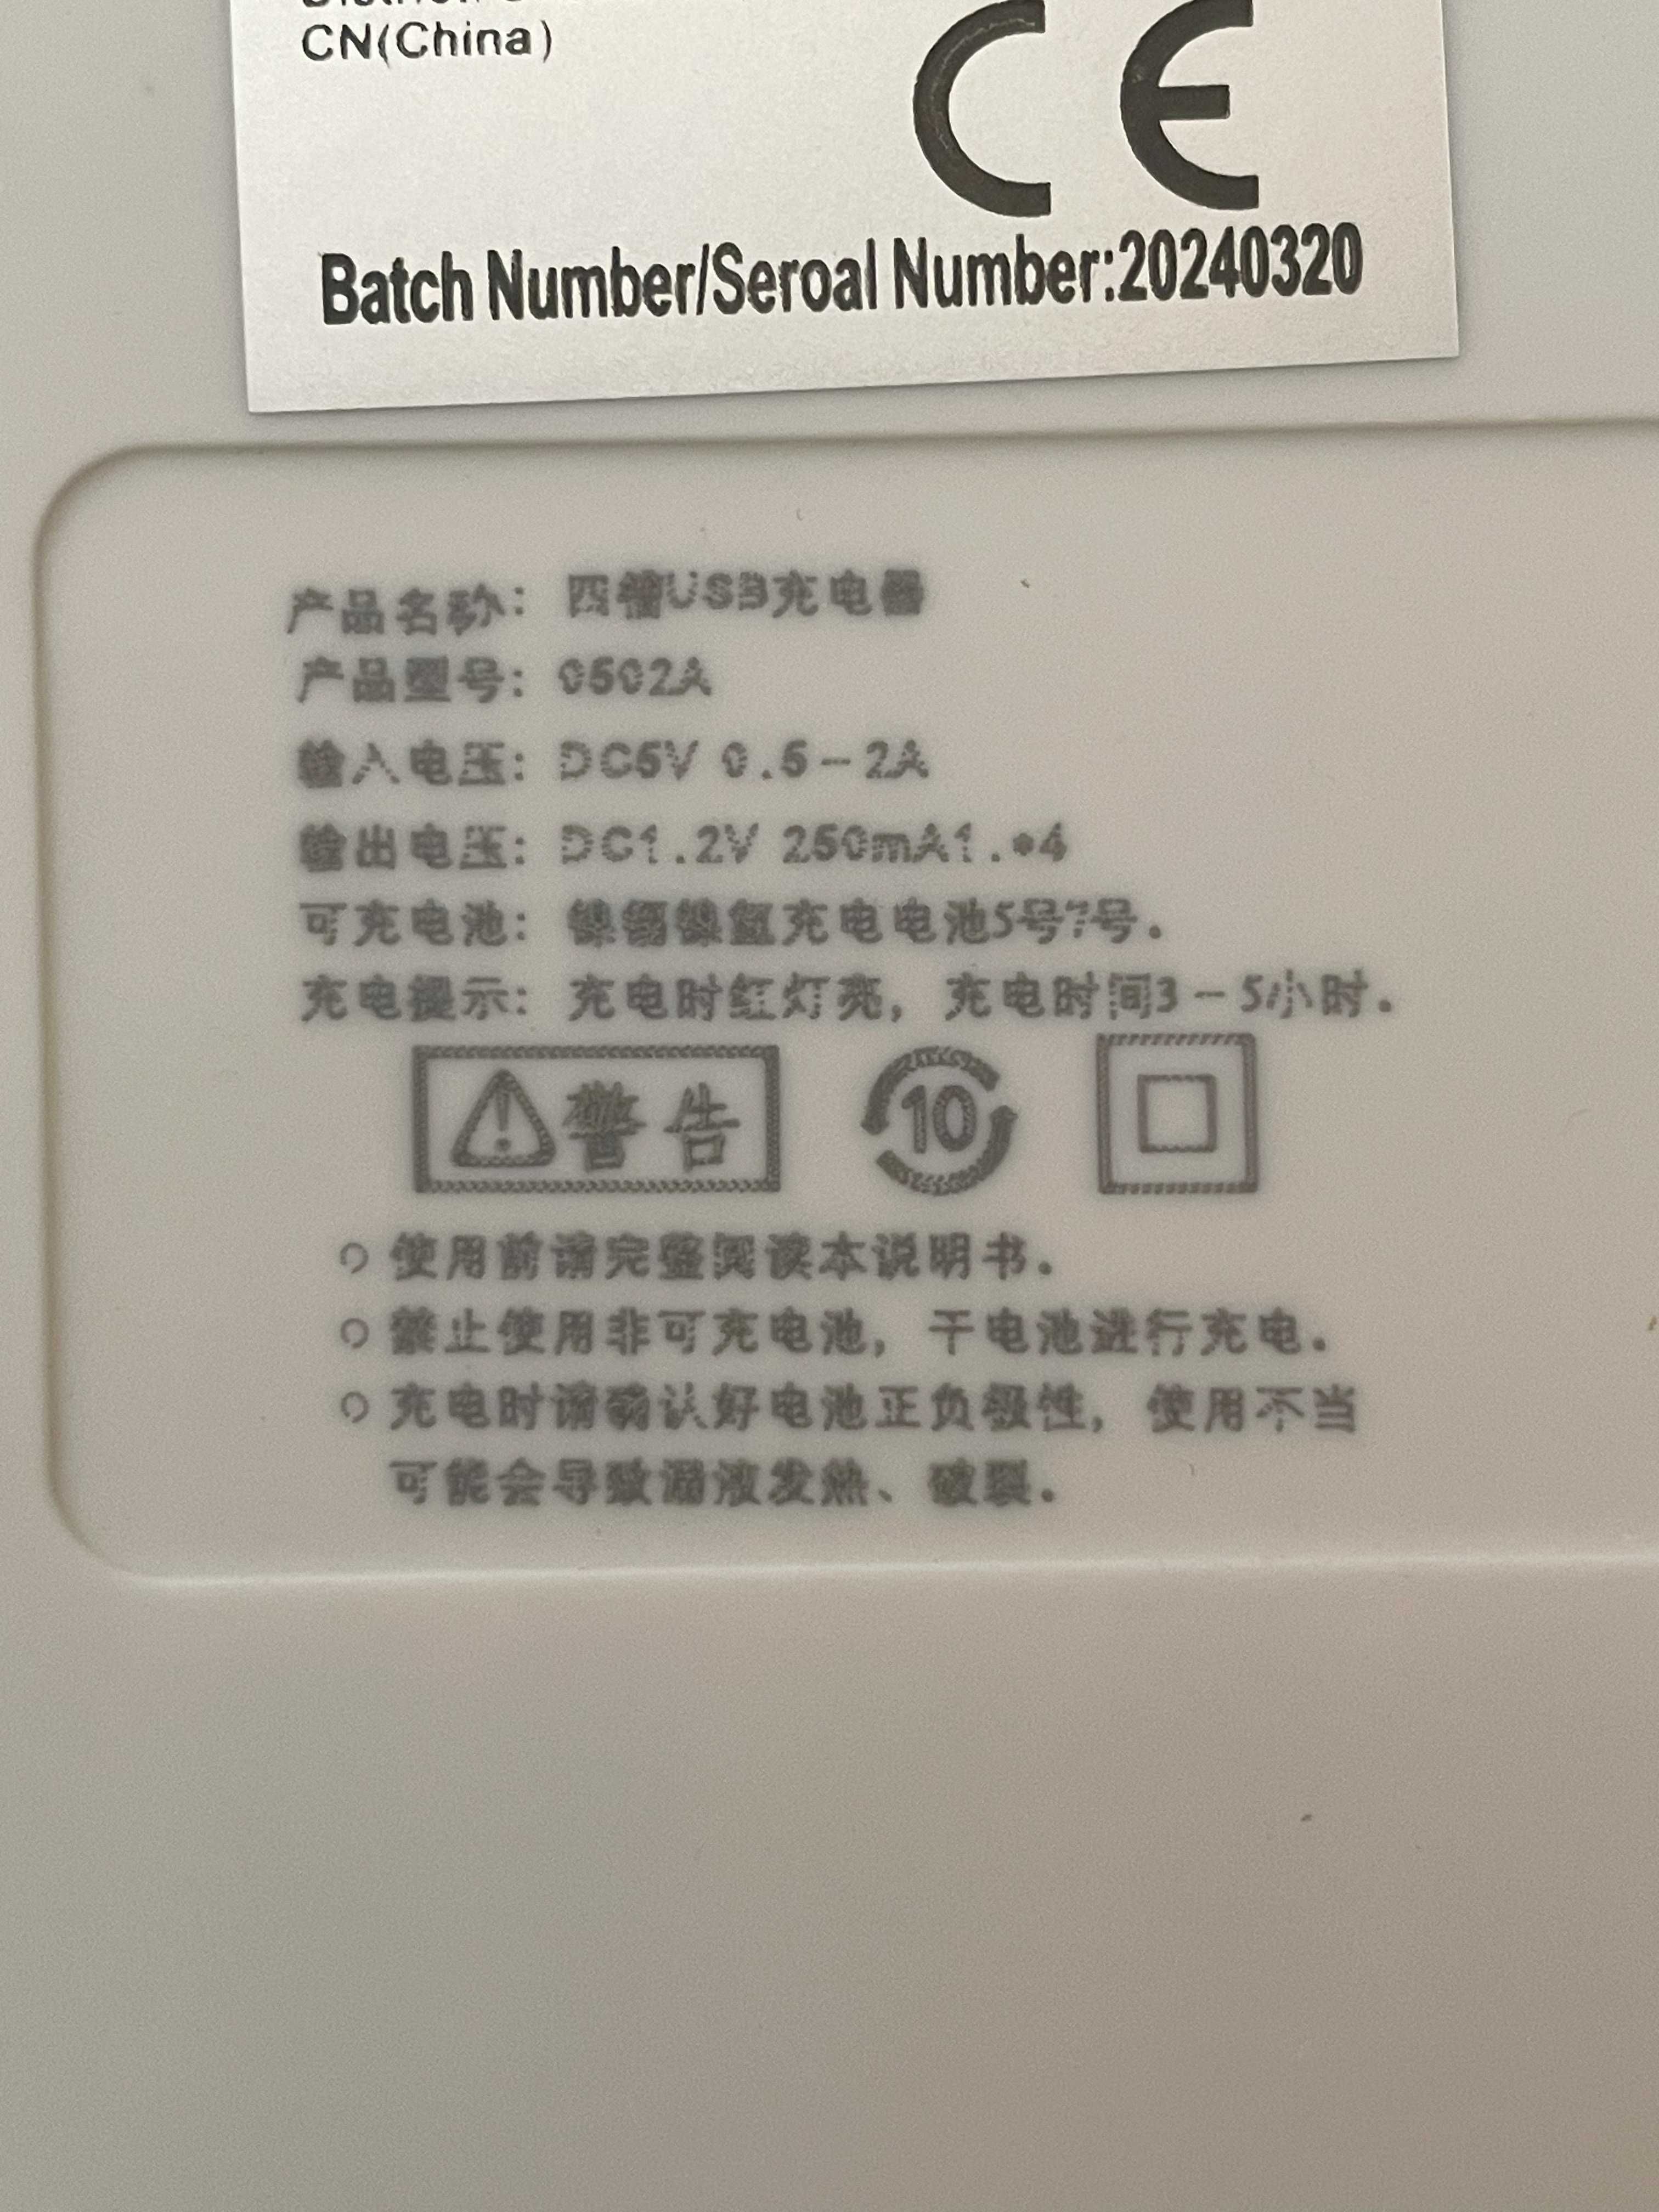 CN(China)
CE
Batch Number/Seroal Number:20240320
产品名称: 四槽USB充电器
产品型号: 0502A
输入电压: DC5V 0.5-2A
输出电压: DC1.2V 250mA1.*4
可充电池: 镍镉镍氢充电电池5号7号.
充电提示: 充电时红灯亮, 充电时间3-5小时.
警告 10
使用前请完整阅读本说明书.
禁止使用非可充电池, 干电池进行充电.
充电时请确认好电池正负极性, 使用不当
可能会导致漏液发热、破裂.